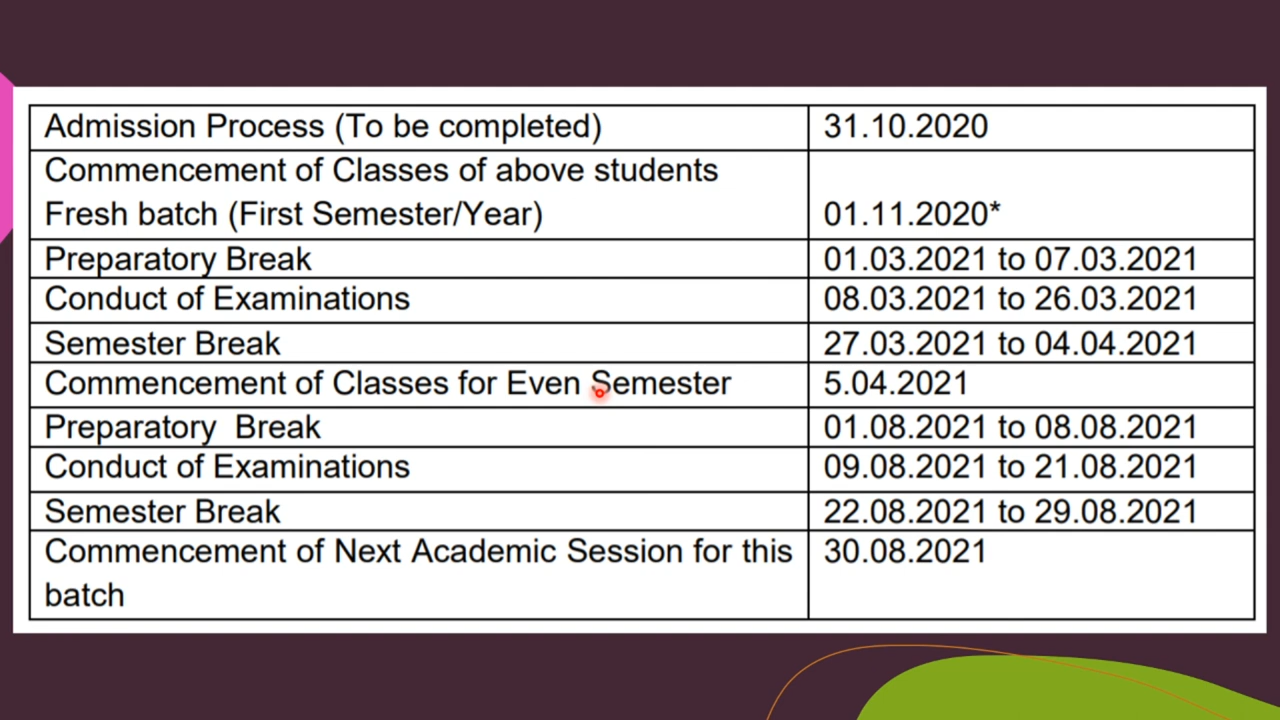 Admission Process (To be completed) 31.10.2020
Commencement of Classes of above students
Fresh batch (First Semester/Year) 01.11.2020*
Preparatory Break 01.03.2021 to 07.03.2021
Conduct of Examinations 08.03.2021 to 26.03.2021
Semester Break 27.03.2021 to 04.04.2021
Commencement of Classes for Even Semester 5.04.2021
Preparatory  Break 01.08.2021 to 08.08.2021
Conduct of Examinations 09.08.2021 to 21.08.2021
Semester Break 22.08.2021 to 29.08.2021
Commencement of Next Academic Session for this 30.08.2021
batch